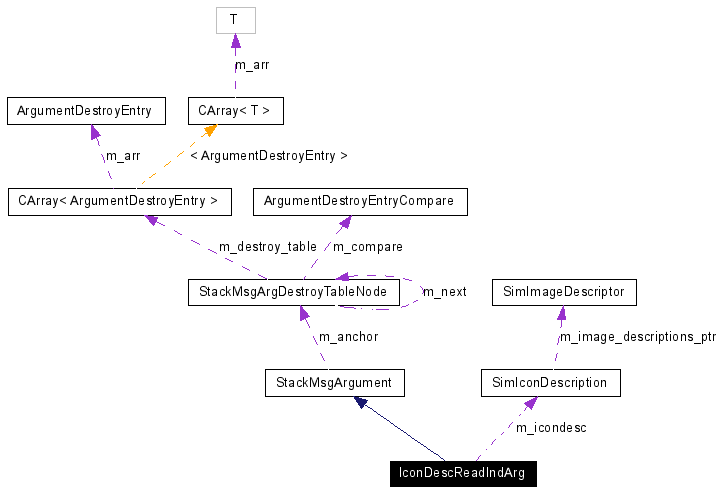 T
m_arr
ArgumentDestroyEntry
CArray< T >
m_arr
< ArgumentDestroyEntry >
CArray< ArgumentDestroyEntry >
ArgumentDestroyEntryCompare
m_destroy_table
m_compare
StackMsgArgDestroyTableNode
m_next
SimImageDescriptor
m_anchor
m_image_descriptions_ptr
StackMsgArgument
SimIconDescription
m_icondesc
IconDescReadIndArg